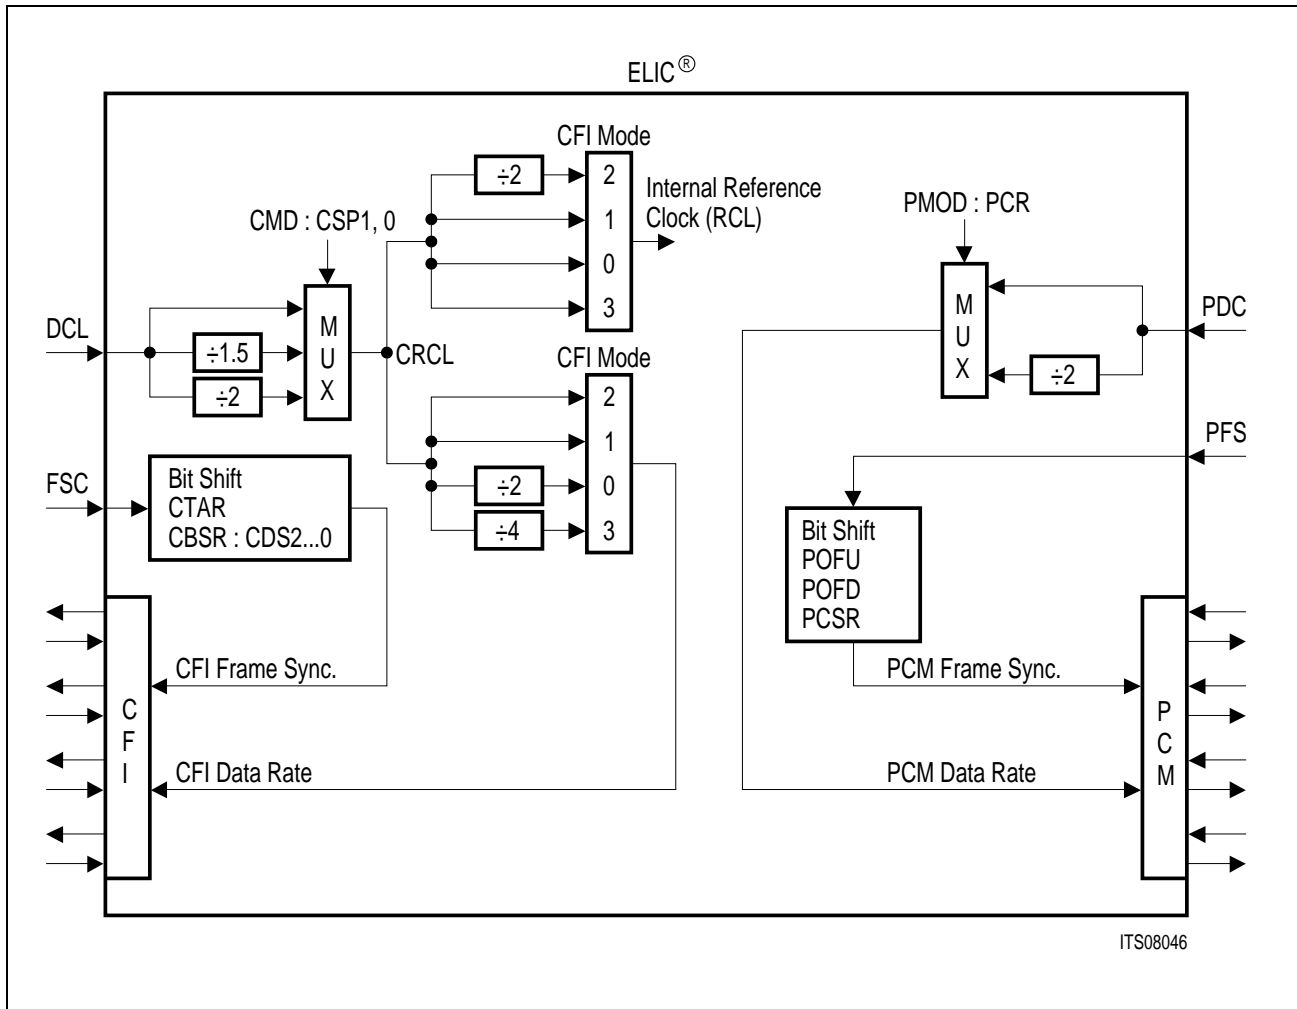 ELIC®
CFI Mode
÷2
2
1
0
3
Internal Reference
Clock (RCL)
CMD : CSP1, 0
PMOD : PCR
DCL
÷1.5
÷2
M
U
X
CRCL
M
U
X
÷2
PDC
CFI Mode
2
1
÷2
0
÷4
3
PFS
FSC
Bit Shift
CTAR
CBSR : CDS2...0
Bit Shift
POFU
POFD
PCSR
CFI Frame Sync.
PCM Frame Sync.
C
F
I
CFI Data Rate
PCM Data Rate
P
C
M
ITS08046